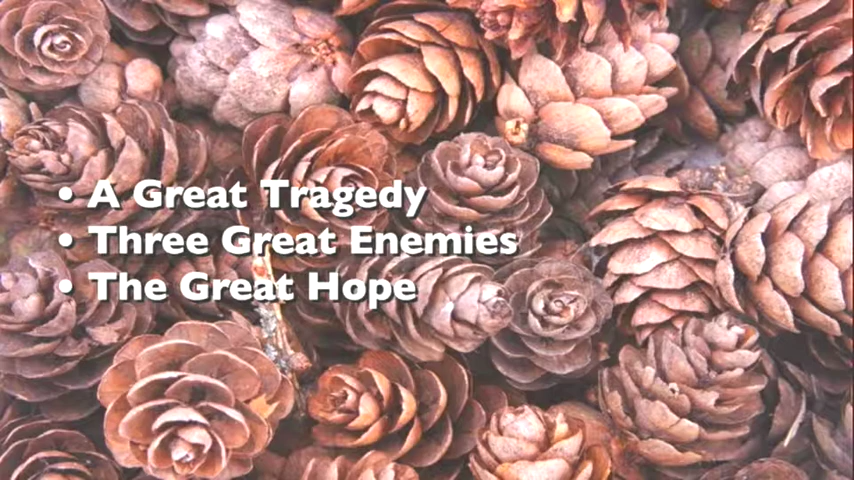 • A Great Tragedy
• Three Great Enemies
• The Great Hope